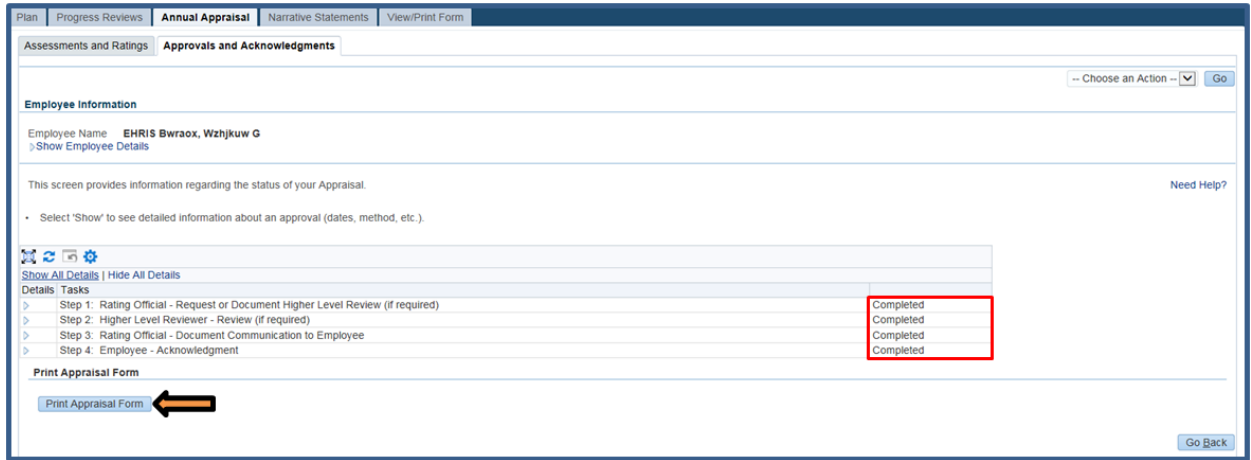 Plan Progress Reviews Annual Appraisal Narrative Statements View/Print Form
Assessments and Ratings Approvals and Acknowledgments
-- Choose an Action -- Go
Employee Information
Employee Name EHRIS Bwraox, Wzhjkuw G
Show Employee Details
This screen provides information regarding the status of your Appraisal. Need Help?
• Select 'Show' to see detailed information about an approval (dates, method, etc.).
Show All Details | Hide All Details
Details Tasks
Step 1: Rating Official - Request or Document Higher Level Review (if required) Completed
Step 2: Higher Level Reviewer - Review (if required) Completed
Step 3: Rating Official - Document Communication to Employee Completed
Step 4: Employee - Acknowledgment Completed
Print Appraisal Form
Print Appraisal Form
Go Back